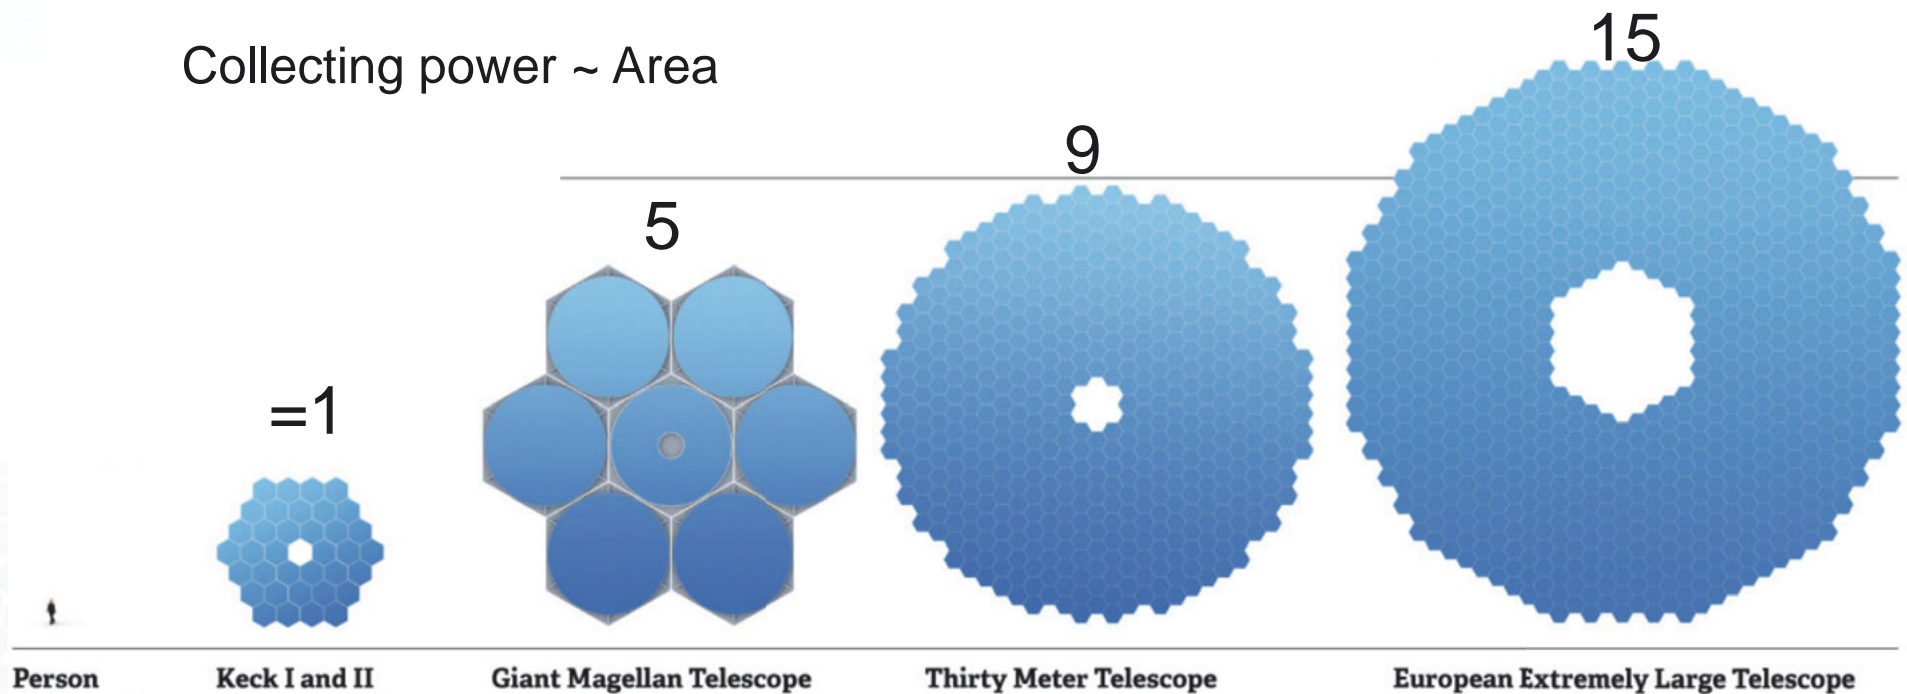 Collecting power ~ Area
=1
5
9
15
Person
Keck I and II
Giant Magellan Telescope
Thirty Meter Telescope
European Extremely Large Telescope